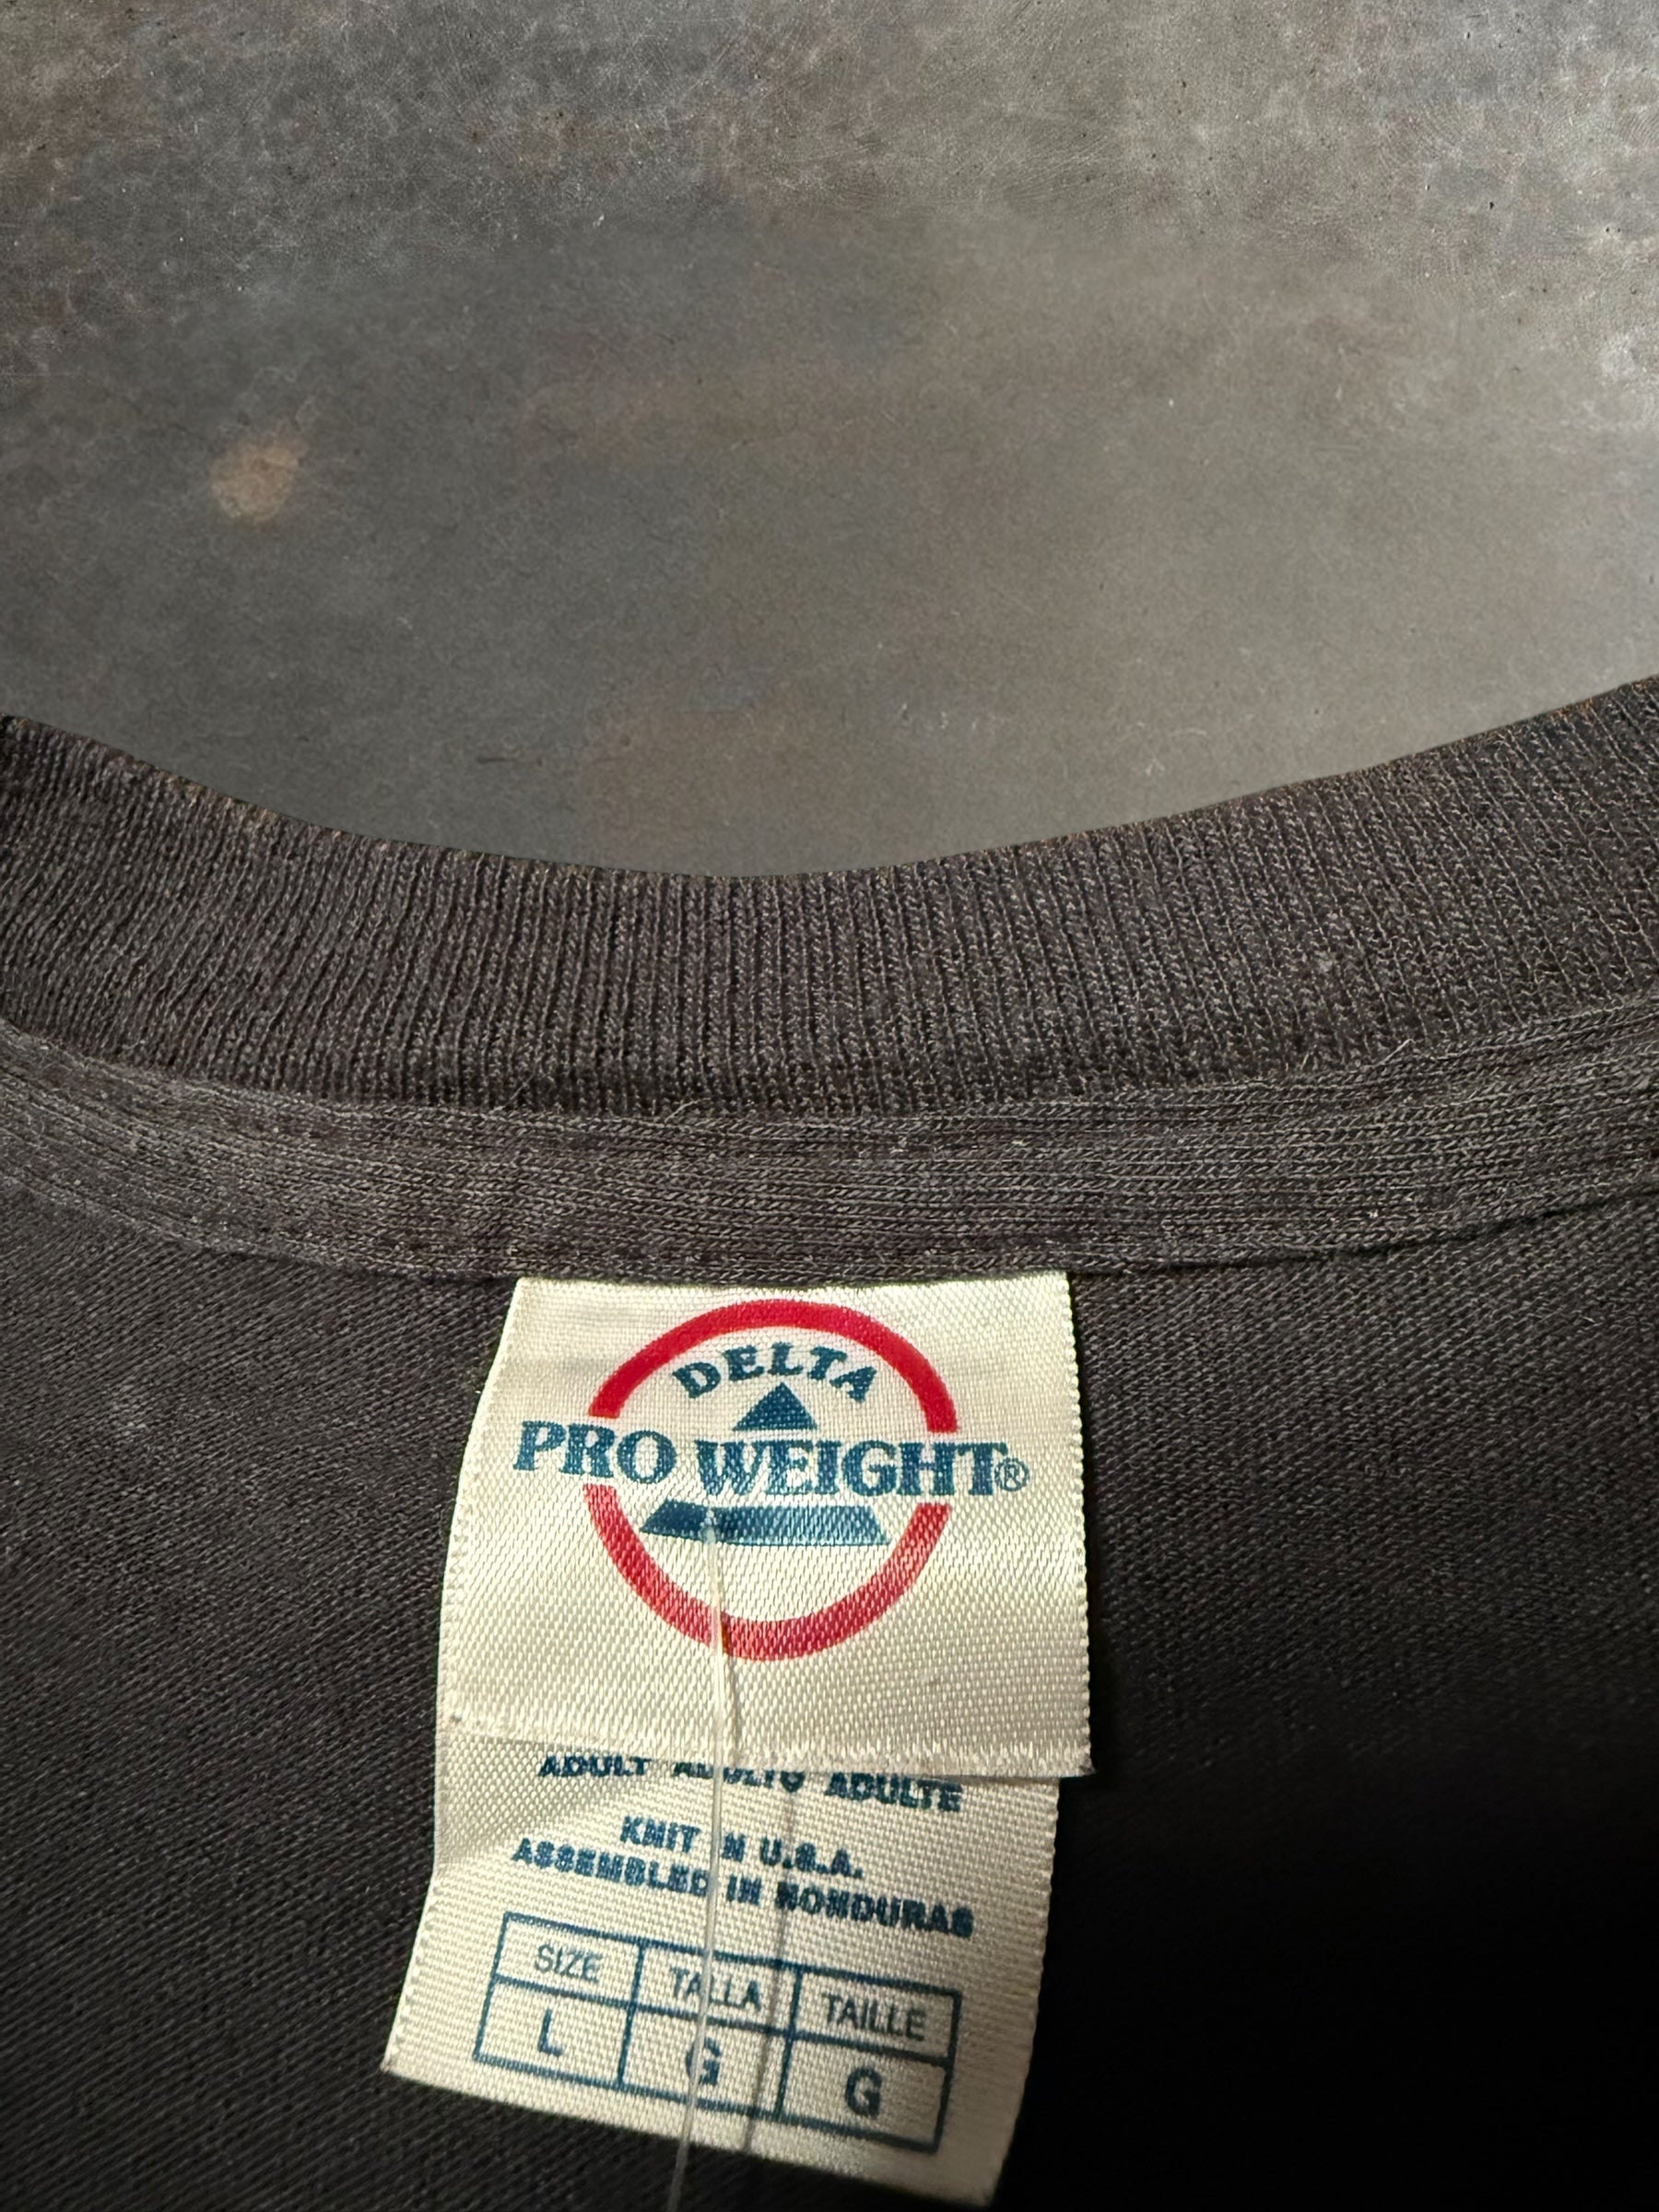 DELTA
PRO WEIGHT®
ADULT ADULTO ADULTE
KNIT IN U.S.A.
ASSEMBLED IN HONDURAS
SIZE TALLA TAILLE
L G G